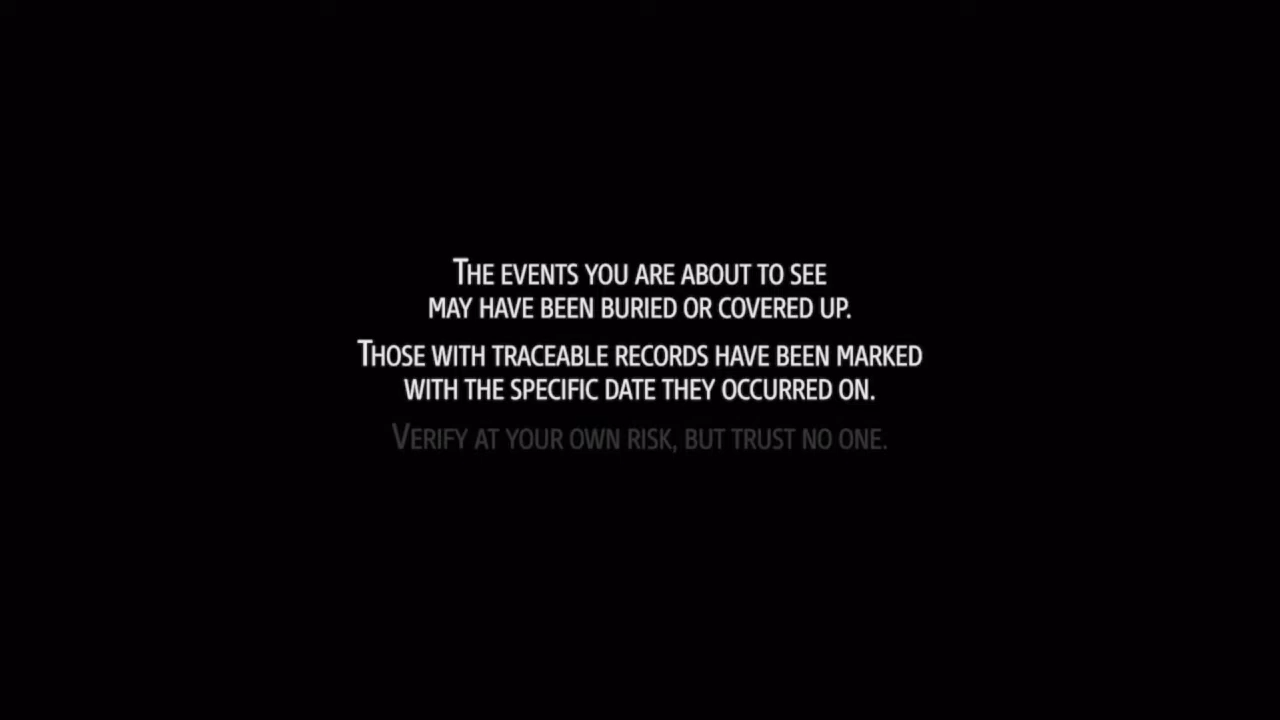 The events you are about to see
may have been buried or covered up.
Those with traceable records have been marked
with the specific date they occurred on.
Verify at your own risk, but trust no one.